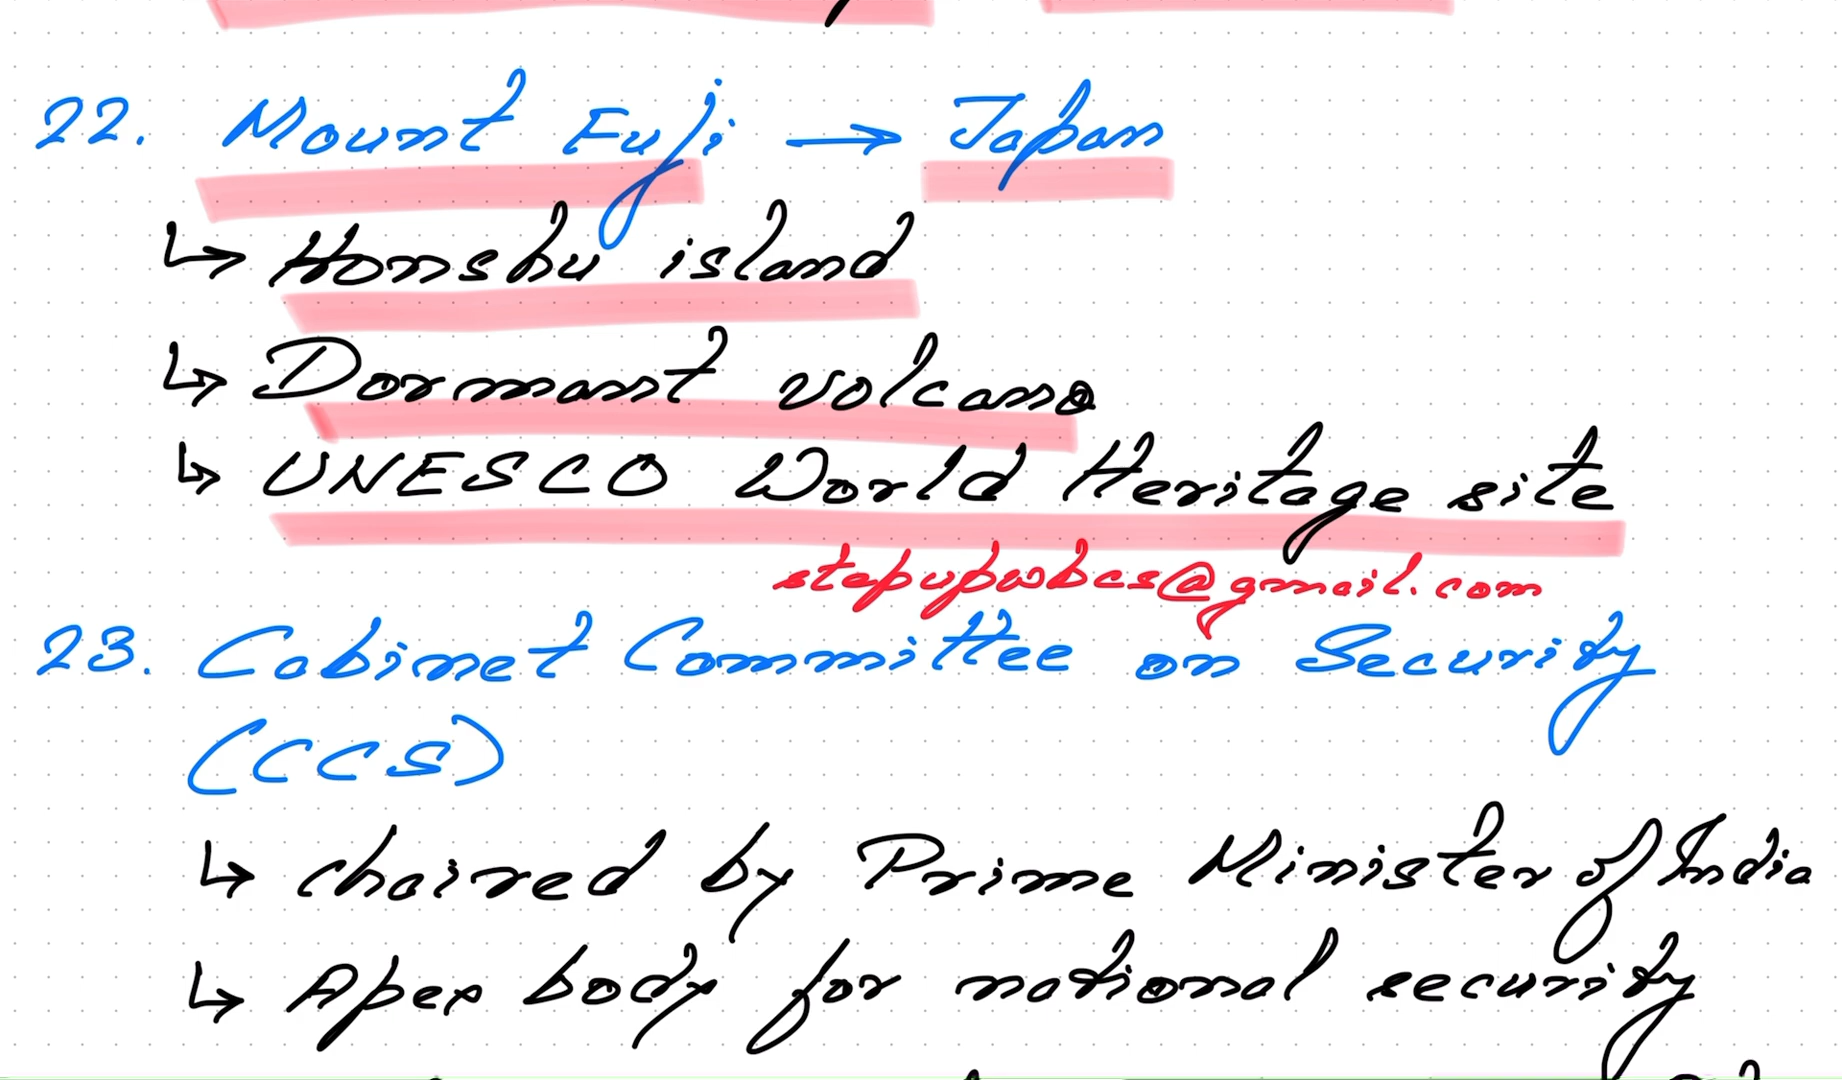 22. Mount Fuji → Japan
↳ Honshu island
↳ Dormant volcano
↳ UNESCO World Heritage site
stepupwbcs@gmail.com
23. Cabinet Committee on Security
(CCS)
↳ chaired by Prime Minister of India
↳ Apex body for national security